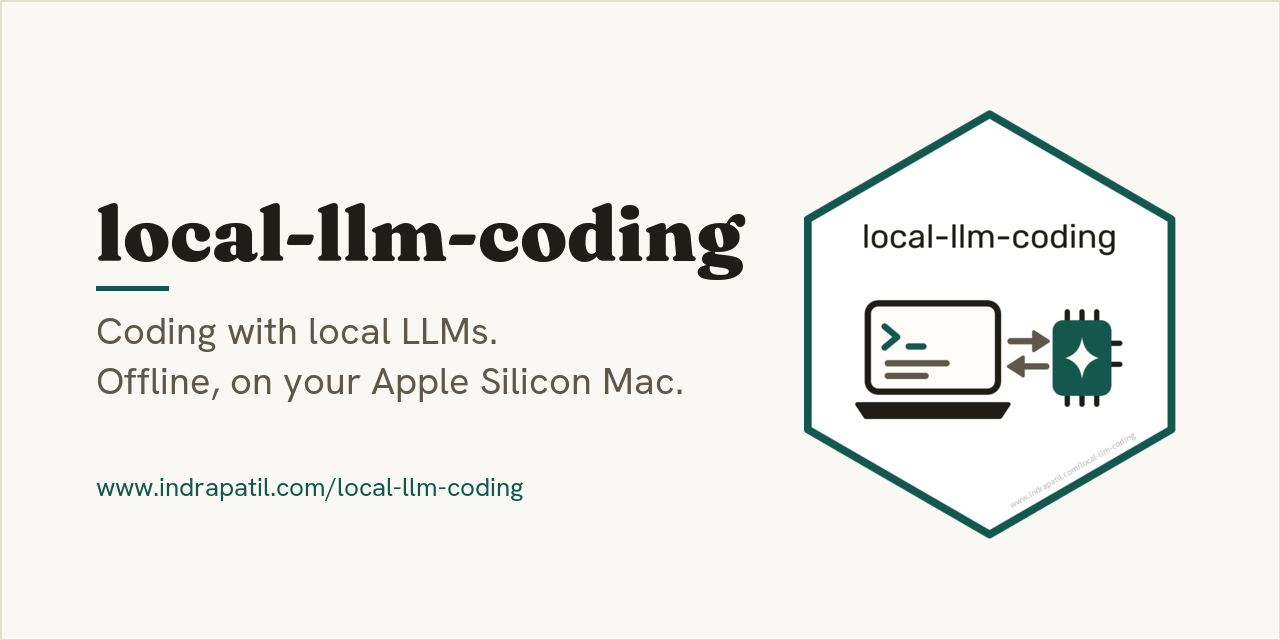 local-llm-coding
Coding with local LLMs.
Offline, on your Apple Silicon Mac.
www.indrapatil.com/local-llm-coding
local-llm-coding
www.indrapatil.com/local-llm-coding